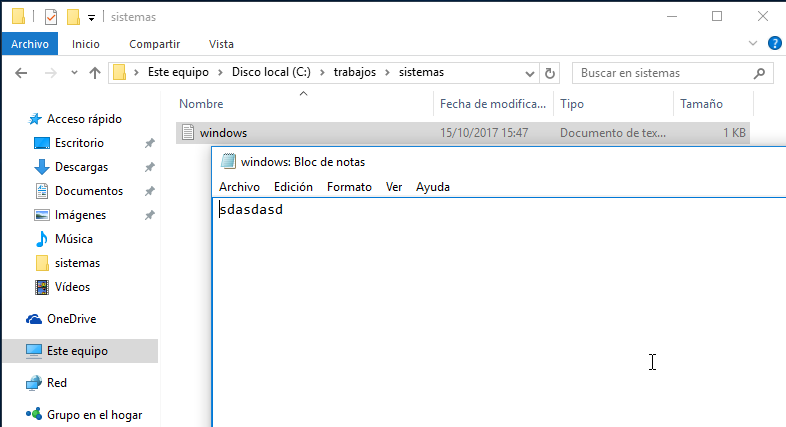 sistemas
Archivo Inicio Compartir Vista
Este equipo Disco local (C:) trabajos sistemas Buscar en sistemas
Nombre Fecha de modifica... Tipo Tamaño
windows 15/10/2017 15:47 Documento de tex... 1 KB
Acceso rápido
Escritorio
Descargas
Documentos
Imágenes
Música
sistemas
Vídeos
OneDrive
Este equipo
Red
Grupo en el hogar
windows: Bloc de notas
Archivo Edición Formato Ver Ayuda
sdasdasd